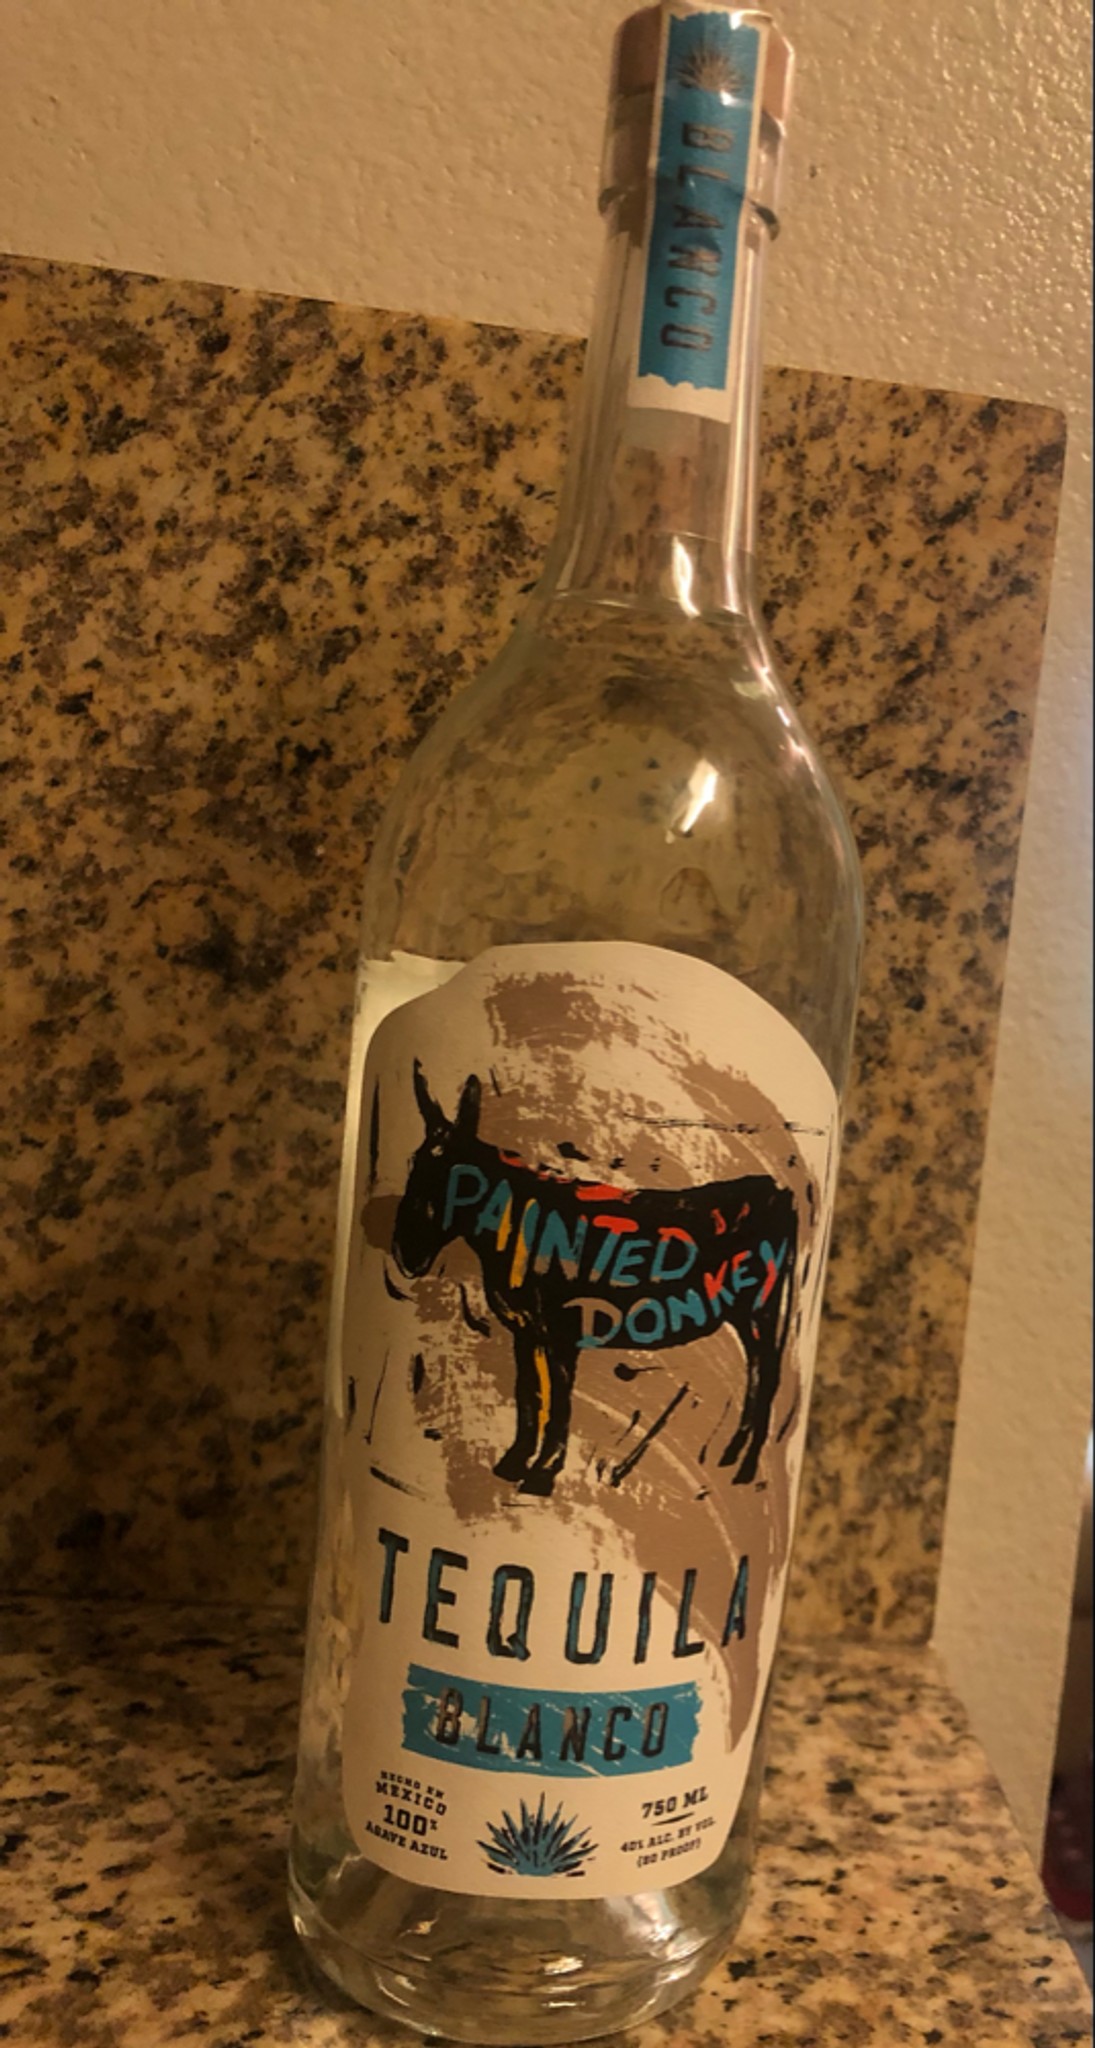 BLANCO
PAINTED
DONKEY
TEQUILA
BLANCO
HECHO EN
MEXICO
100%
AGAVE AZUL
750 ML
40% ALC. BY VOL.
(80 PROOF)